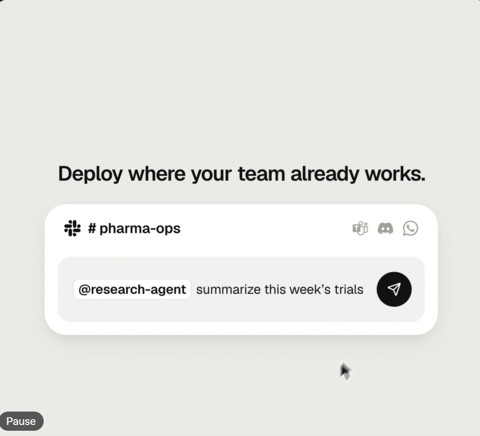 Deploy where your team already works.
# pharma-ops
@research-agent summarize this week's trials
Pause